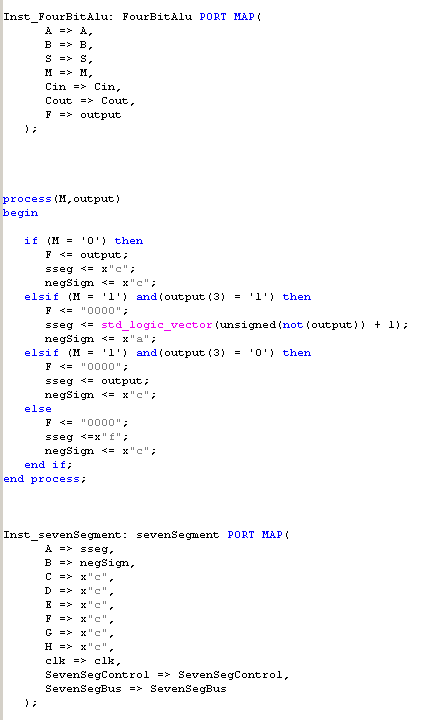 Inst_FourBitAlu: FourBitAlu PORT MAP(
A => A,
B => B,
S => S,
M => M,
Cin => Cin,
Cout => Cout,
F => output
);
process(M,output)
begin
if (M = '0') then
F <= output;
sseg <= x"c";
negSign <= x"c";
elsif (M = '1') and(output(3) = '1') then
F <= "0000";
sseg <= std_logic_vector(unsigned(not(output)) + 1);
negSign <= x"a";
elsif (M = '1') and(output(3) = '0') then
F <= "0000";
sseg <= output;
negSign <= x"c";
else
F <= "0000";
sseg <=x"f";
negSign <= x"c";
end if;
end process;
Inst_sevenSegment: sevenSegment PORT MAP(
A => sseg,
B => negSign,
C => x"c",
D => x"c",
E => x"c",
F => x"c",
G => x"c",
H => x"c",
clk => clk,
SevenSegControl => SevenSegControl,
SevenSegBus => SevenSegBus
);